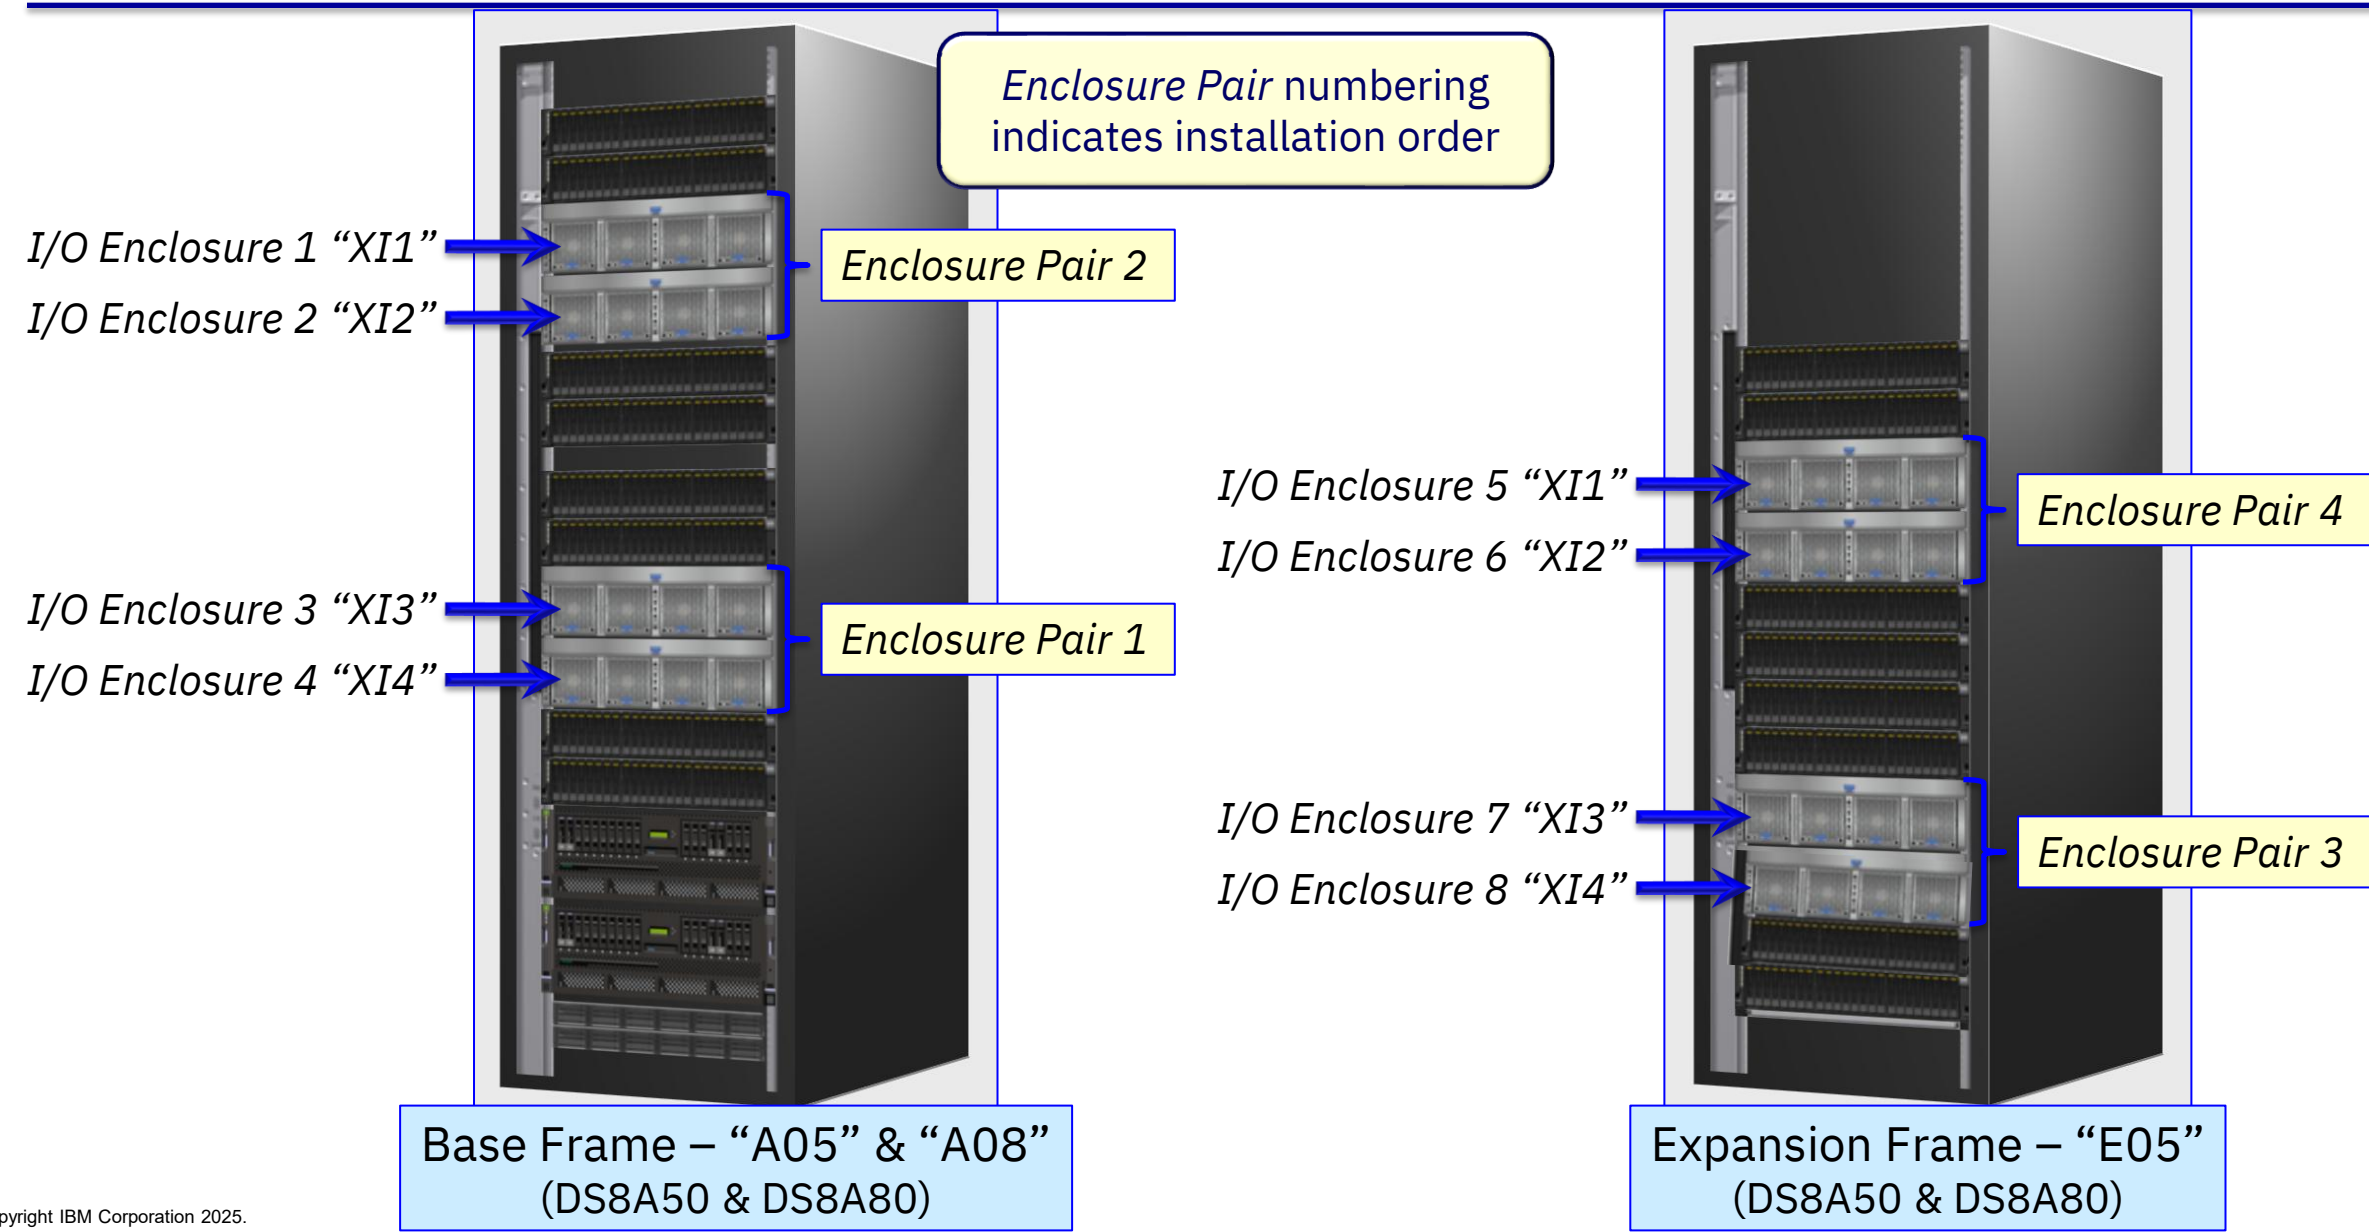 Enclosure Pair numbering
indicates installation order
I/O Enclosure 1 “XI1”
I/O Enclosure 2 “XI2”
Enclosure Pair 2
I/O Enclosure 3 “XI3”
I/O Enclosure 4 “XI4”
Enclosure Pair 1
I/O Enclosure 5 “XI1”
I/O Enclosure 6 “XI2”
Enclosure Pair 4
I/O Enclosure 7 “XI3”
I/O Enclosure 8 “XI4”
Enclosure Pair 3
Base Frame – “A05” & “A08”
(DS8A50 & DS8A80)
Expansion Frame – “E05”
(DS8A50 & DS8A80)
pyright IBM Corporation 2025.